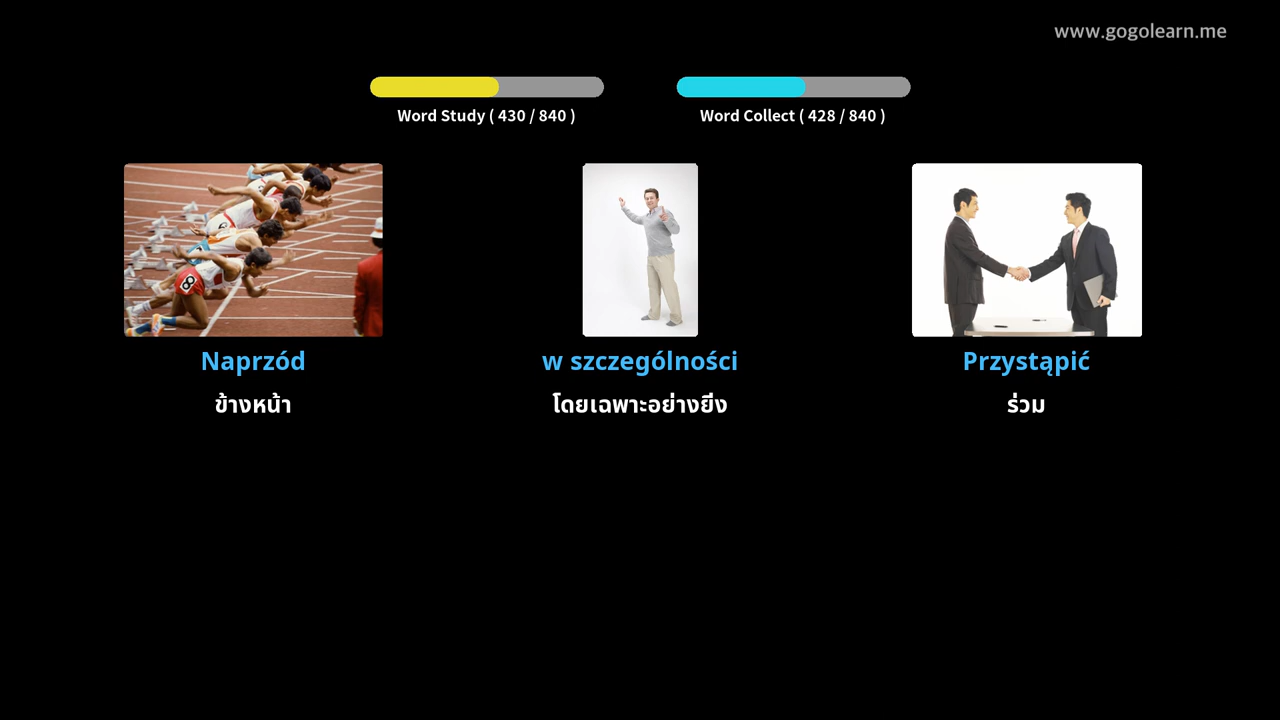 www.gogolearn.me
Word Study ( 430 / 840 )
Word Collect ( 428 / 840 )
8
Naprzód
w szczególności
Przystąpić
ข้างหน้า
โดยเฉพาะอย่างยิ่ง
ร่วม